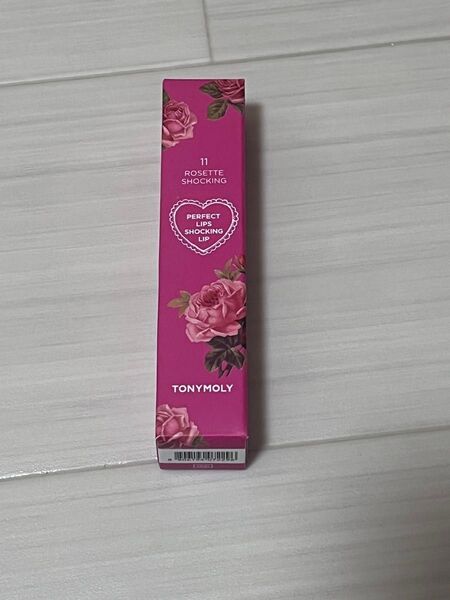 11
ROSETTE
SHOCKING
PERFECT
LIPS
SHOCKING
LIP
TONYMOLY